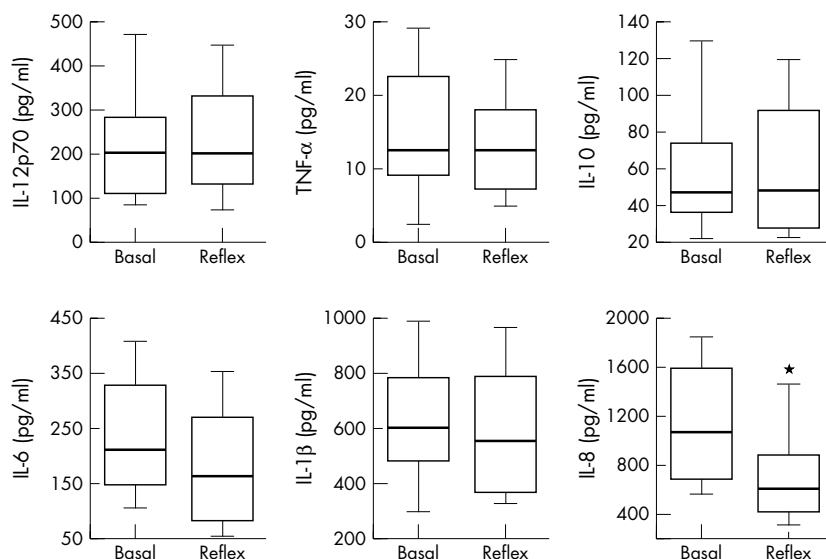 IL-12p70 (pg/ml)
500
400
300
200
100
0
Basal
Reflex
TNF-α (pg/ml)
30
20
10
0
Basal
Reflex
IL-10 (pg/ml)
140
120
100
80
60
40
20
Basal
Reflex
IL-6 (pg/ml)
450
350
250
150
50
Basal
Reflex
IL-1β (pg/ml)
1000
800
600
400
200
Basal
Reflex
IL-8 (pg/ml)
2000
1600
1200
800
400
Basal
Reflex